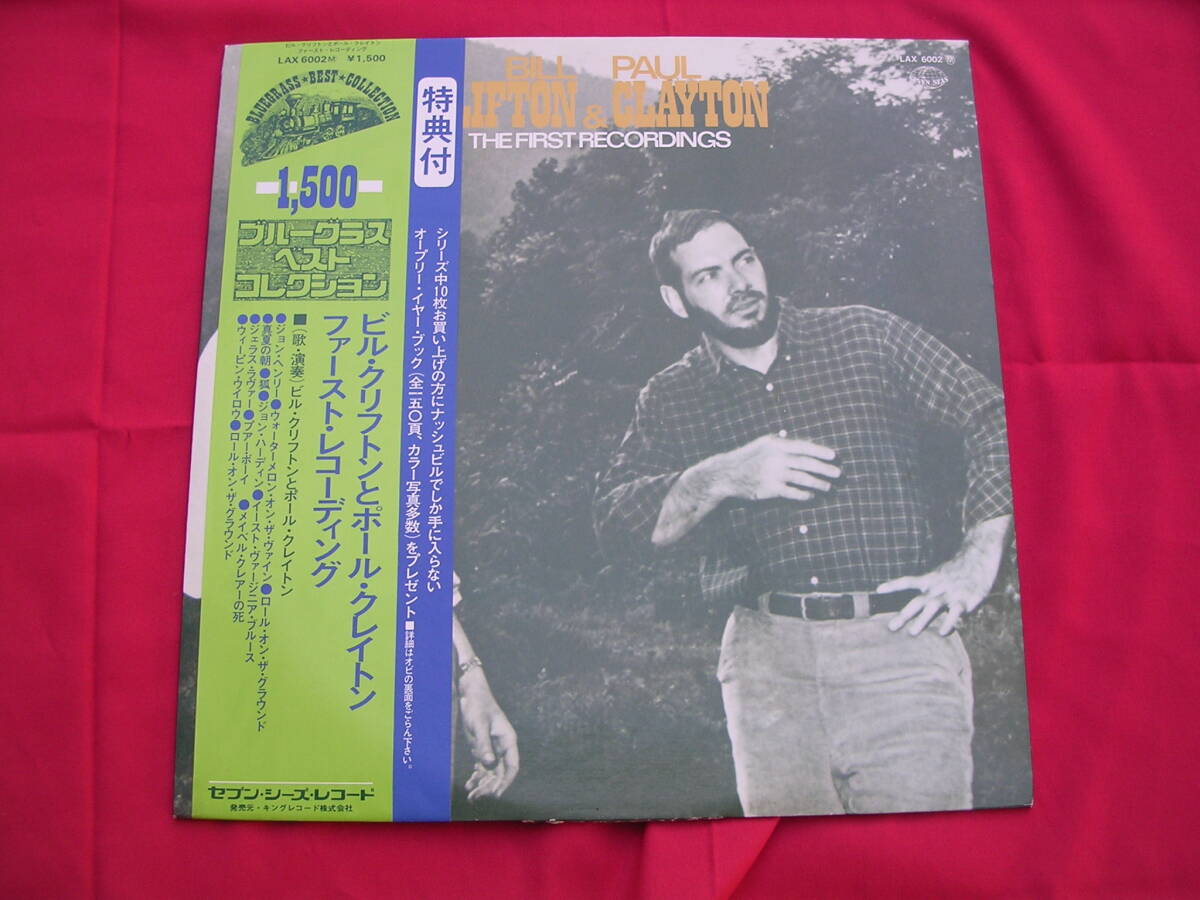 ビル・クリフトンとポール・クレイトン
ファースト・レコーディング
LAX 6002 M ¥1,500
BLUEGRASS★BEST★COLLECTION
1,500
ブルーグラス
ベスト
コレクション
ビル・クリフトンとポール・クレイトン
ファースト・レコーディング
■(歌・演奏)ビル・クリフトンとポール・クレイトン
●ジョン・ヘンリー●ウォーターメロン・オン・ザ・ヴァイン●ロール・オン・ザ・グラウンド
●真夏の朝●狐●ジョン・ハーディン●イースト・ヴァージニア・ブルース
●ジェラス・ラヴァー●プアー・ボーイ●メイベル・クレアーの死
●ウィーピン・ウイロウ●ロール・オン・ザ・グラウンド
セブン・シーズ・レコード
発売元・キングレコード株式会社
特典付
シリーズ中10枚お買い上げの方にナッシュビルでしか手に入らない
オープリー・イヤー・ブック(全一五〇頁、カラー写真多数)をプレゼント■詳細はオビの裏面をごらん下さい。
BILL PAUL
LIFTON & CLAYTON
THE FIRST RECORDINGS
LAX 6002 M
SEVEN SEAS